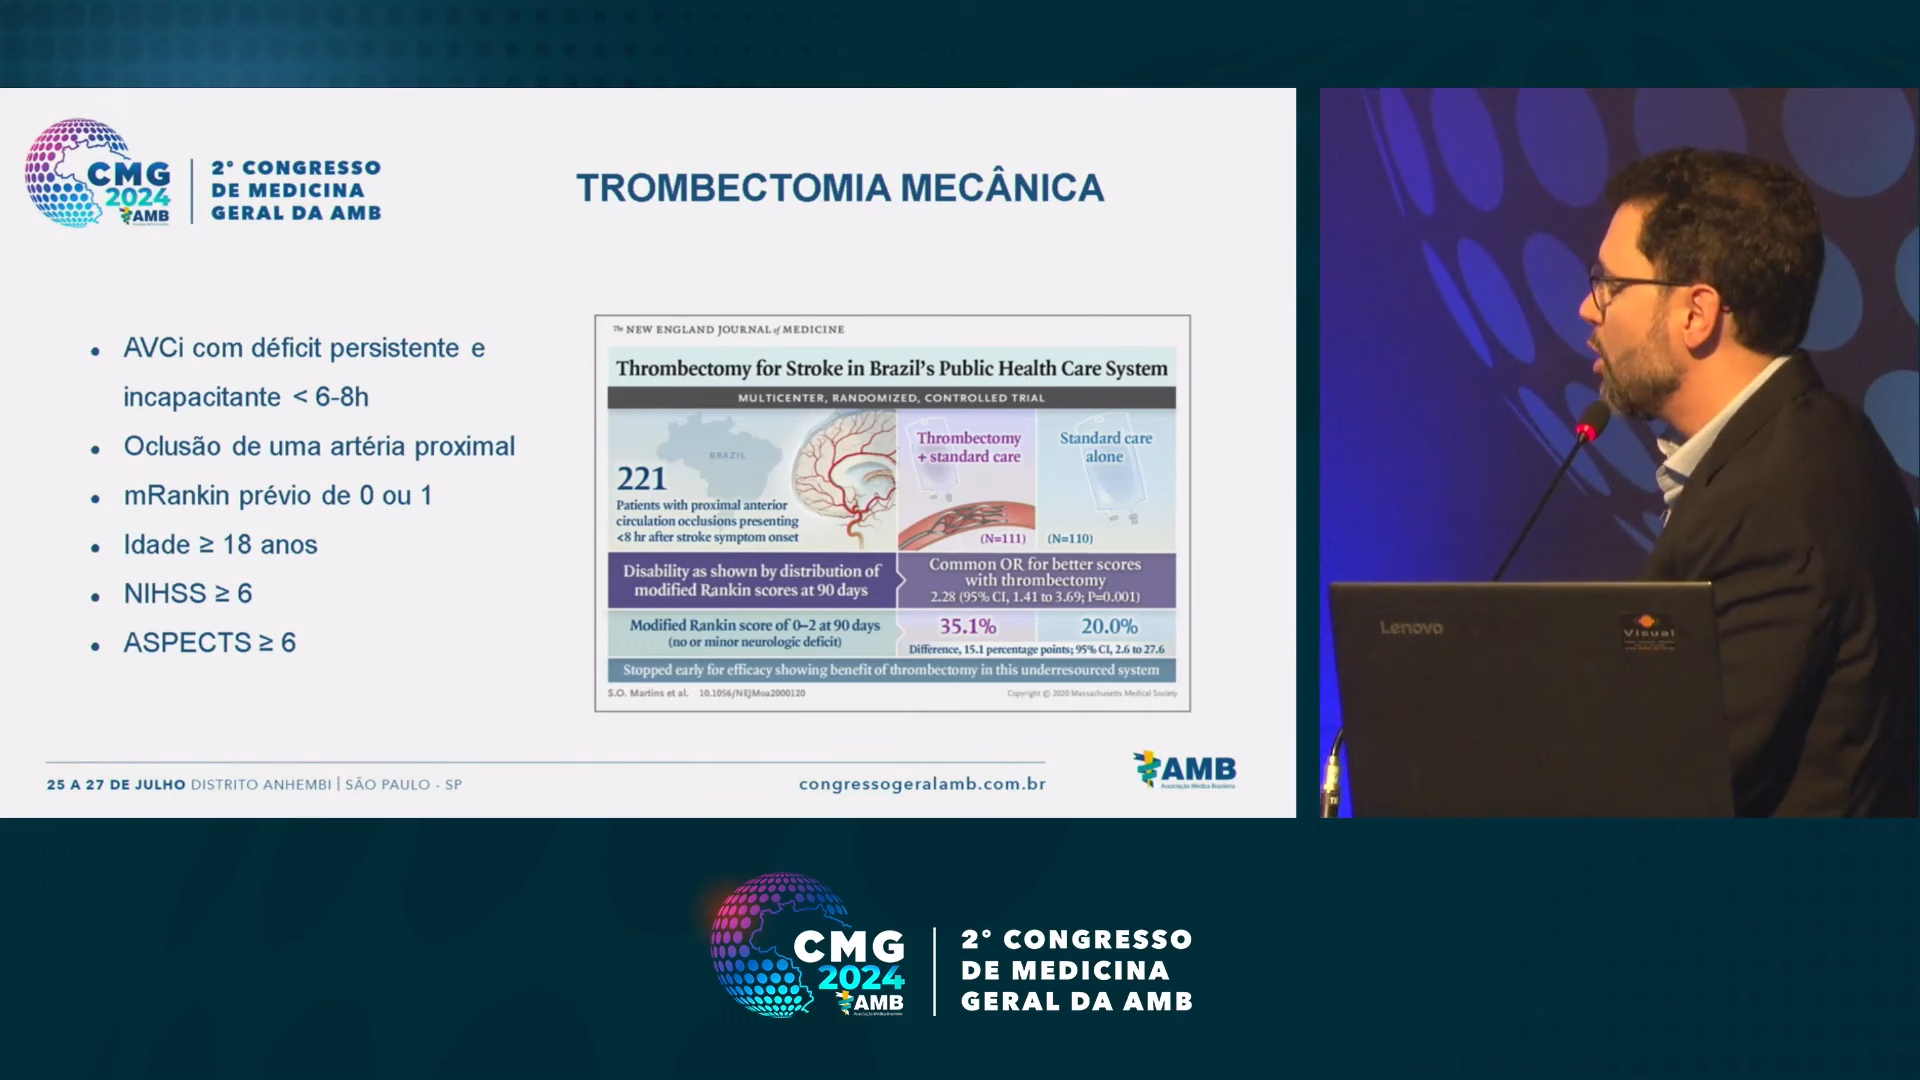 CMG
2024
AMB
2° CONGRESSO
DE MEDICINA
GERAL DA AMB
TROMBECTOMIA MECÂNICA
• AVCi com déficit persistente e
incapacitante < 6-8h
• Oclusão de uma artéria proximal
• mRankin prévio de 0 ou 1
• Idade ≥ 18 anos
• NIHSS ≥ 6
• ASPECTS ≥ 6
The NEW ENGLAND JOURNAL of MEDICINE
Thrombectomy for Stroke in Brazil's Public Health Care System
MULTICENTER, RANDOMIZED, CONTROLLED TRIAL
BRAZIL
221
Patients with proximal anterior
circulation occlusions presenting
<8 hr after stroke symptom onset
Thrombectomy
+ standard care
(N=111)
Standard care
alone
(N=110)
Disability as shown by distribution of
modified Rankin scores at 90 days
Common OR for better scores
with thrombectomy
2.28 (95% CI, 1.41 to 3.69; P=0.001)
Modified Rankin score of 0–2 at 90 days
(no or minor neurologic deficit)
35.1%
20.0%
Difference, 15.1 percentage points; 95% CI, 2.6 to 27.6
Stopped early for efficacy showing benefit of thrombectomy in this underresourced system
S.O. Martins et al. 10.1056/NEJMoa2000120
Copyright © 2020 Massachusetts Medical Society
25 A 27 DE JULHO DISTRITO ANHEMBI | SÃO PAULO - SP
congressogeralamb.com.br
AMB
Associação Médica Brasileira
Lenovo
Visual
CMG
2024
AMB
Associação Médica Brasileira
2° CONGRESSO
DE MEDICINA
GERAL DA AMB